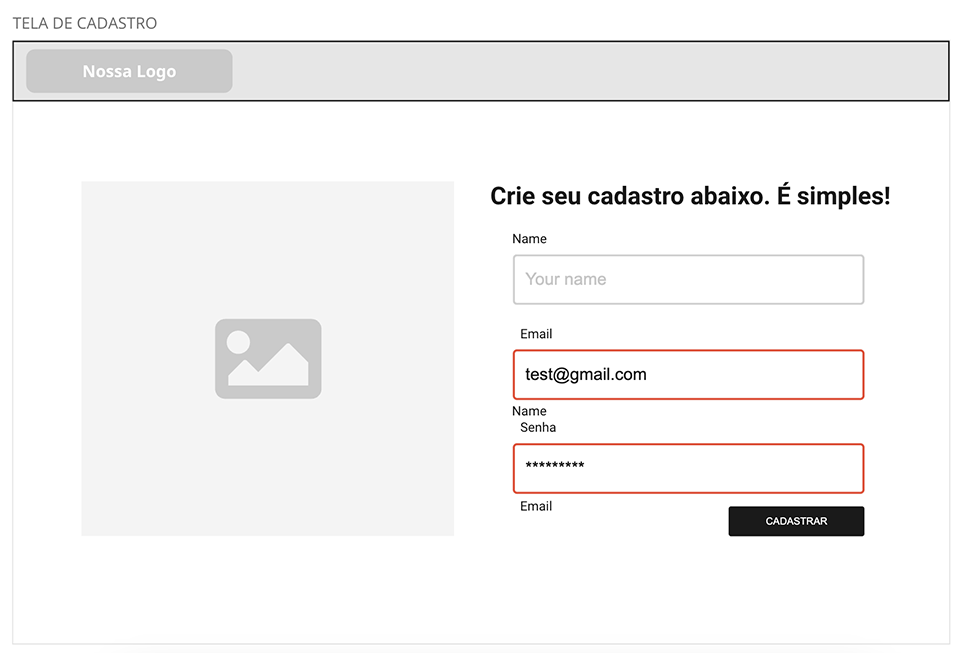 TELA DE CADASTRO
Nossa Logo
Crie seu cadastro abaixo. É simples!
Name
Your name
Email
test@gmail.com
Name
Senha
*********
Email
CADASTRAR